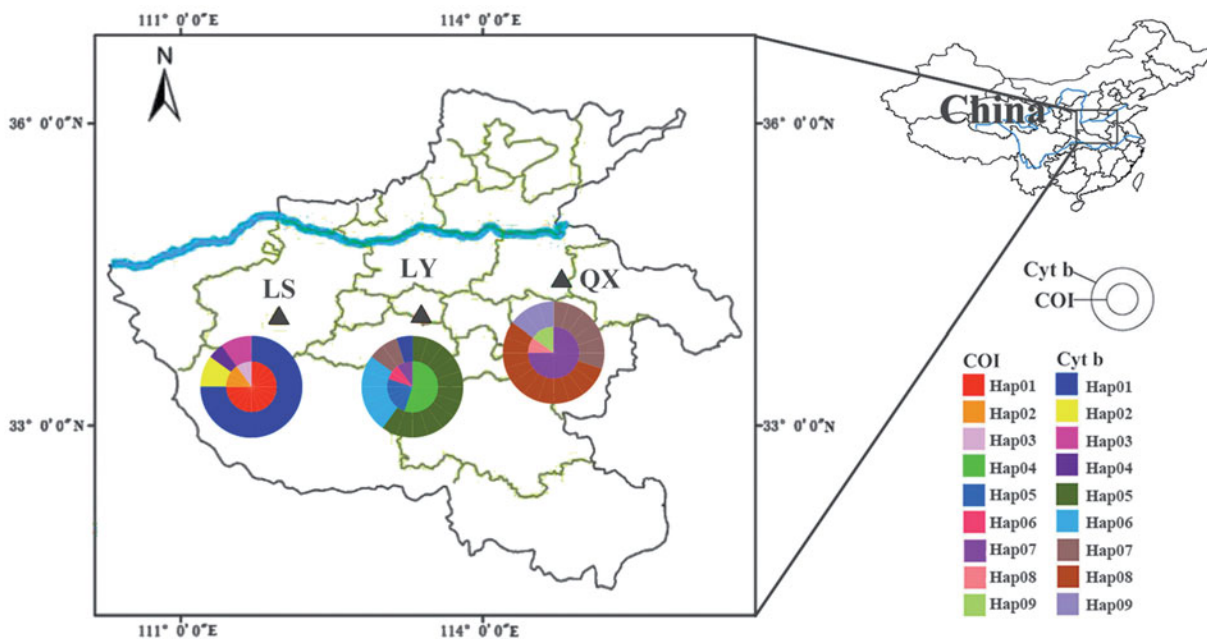 111° 0'0"E 114° 0'0"E
N
36° 0'0"N 36° 0'0"N
China
LS LY QX
Cyt b
COI
33° 0'0"N 33° 0'0"N
COI Cyt b
Hap01 Hap01
Hap02 Hap02
Hap03 Hap03
Hap04 Hap04
Hap05 Hap05
Hap06 Hap06
Hap07 Hap07
Hap08 Hap08
Hap09 Hap09
111° 0'0"E 114° 0'0"E